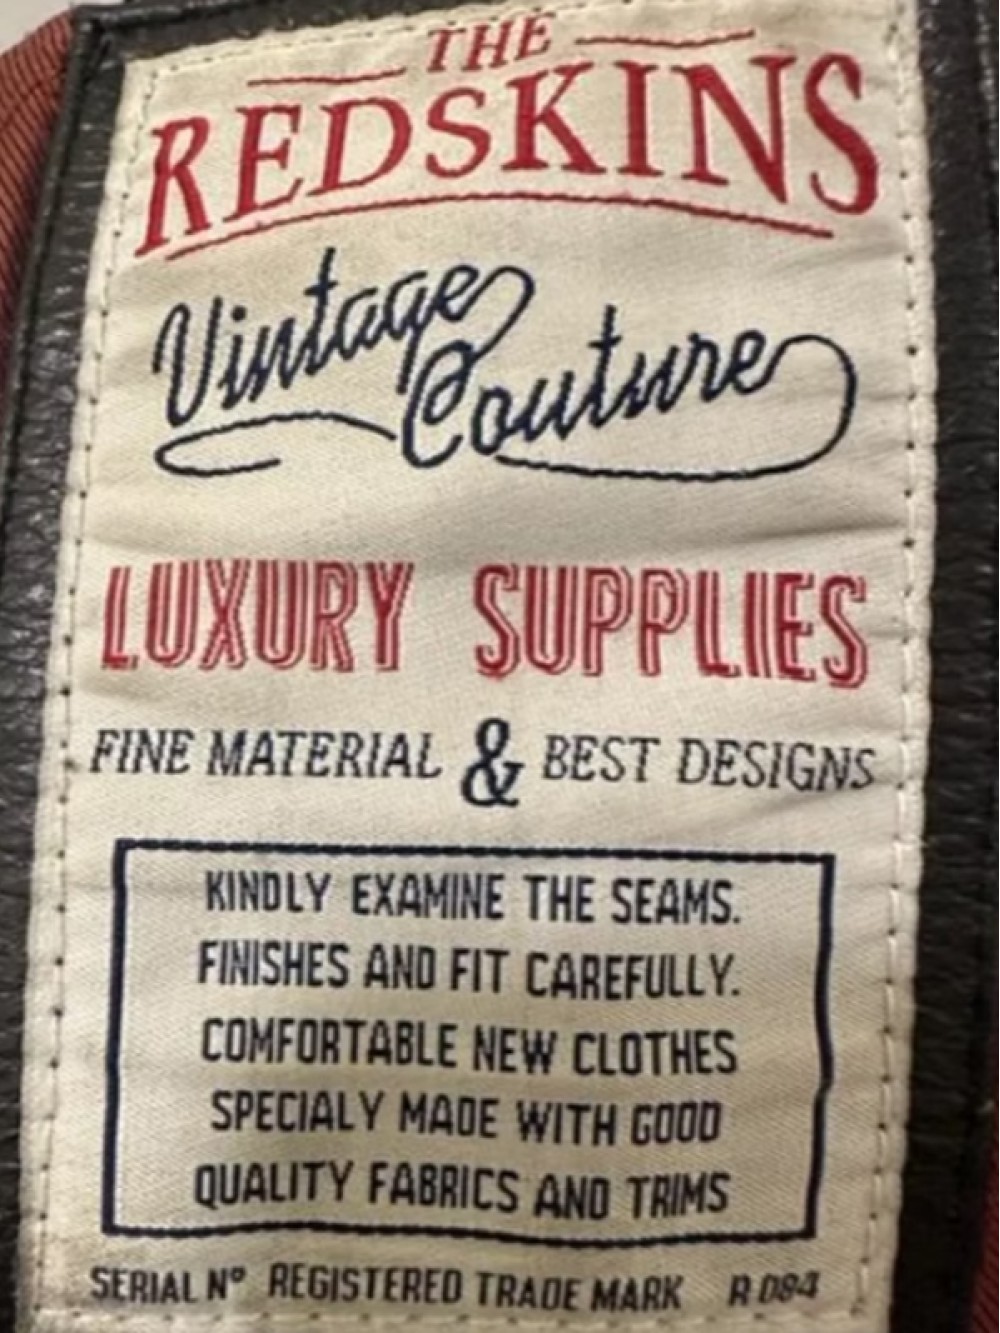 THE
REDSKINS
Vintage
Couture
LUXURY SUPPLIES
FINE MATERIAL & BEST DESIGNS
KINDLY EXAMINE THE SEAMS.
FINISHES AND FIT CAREFULLY.
COMFORTABLE NEW CLOTHES
SPECIALY MADE WITH GOOD
QUALITY FABRICS AND TRIMS
SERIAL Nº REGISTERED TRADE MARK R 084